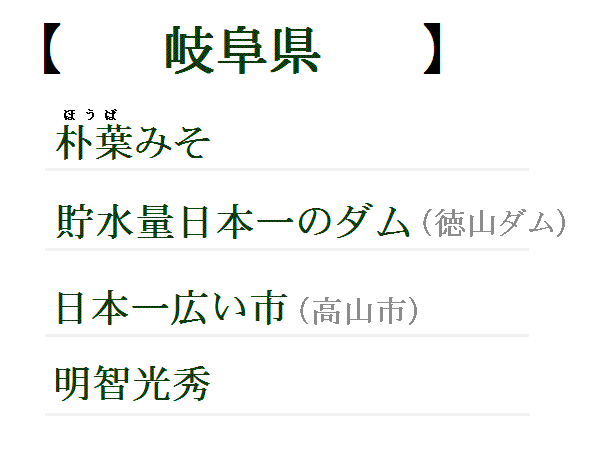 【 岐阜県 】
ほうば
朴葉みそ
貯水量日本一のダム（徳山ダム）
日本一広い市（高山市）
明智光秀